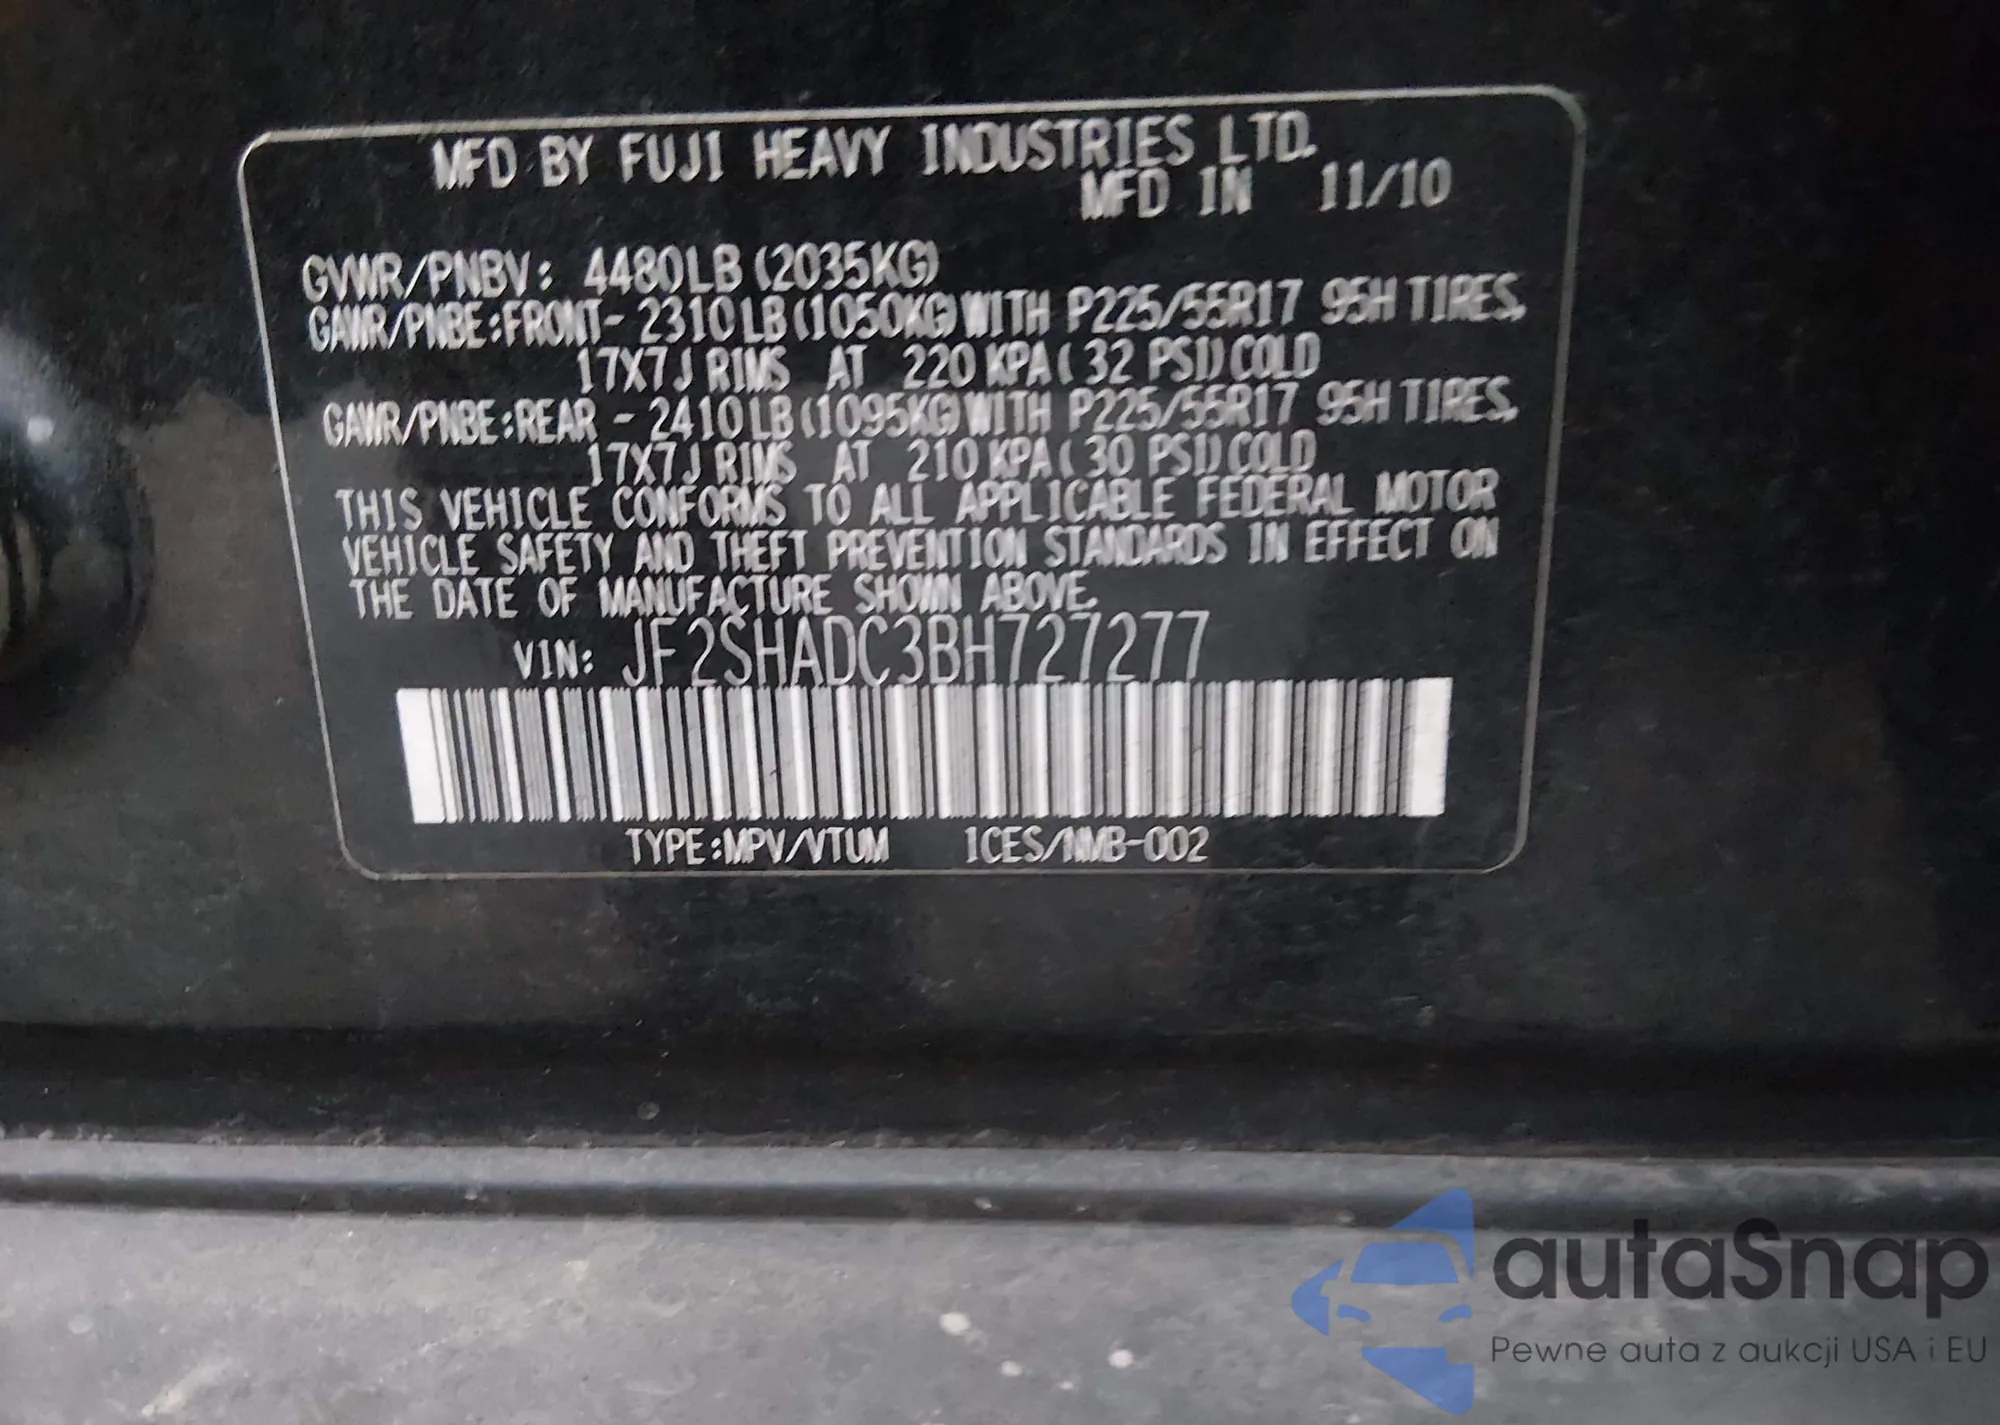 MFD BY FUJI HEAVY INDUSTRIES LTD.
MFD IN 11/10
GVWR/PNBV: 4480LB (2035KG)
GAWR/PNBE:FRONT- 2310LB(1050KG)WITH P225/55R17 95H TIRES,
17X7J RIMS AT 220 KPA( 32 PSI) COLD
GAWR/PNBE:REAR - 2410LB(1095KG)WITH P225/55R17 95H TIRES,
17X7J RIMS AT 210 KPA( 30 PSI) COLD
THIS VEHICLE CONFORMS TO ALL APPLICABLE FEDERAL MOTOR
VEHICLE SAFETY AND THEFT PREVENTION STANDARDS IN EFFECT ON
THE DATE OF MANUFACTURE SHOWN ABOVE.
VIN: JF2SHADC3BH727277
TYPE:MPV/VTUM ICES/NMB-002
autaSnap
Pewne auta z aukcji USA i EU